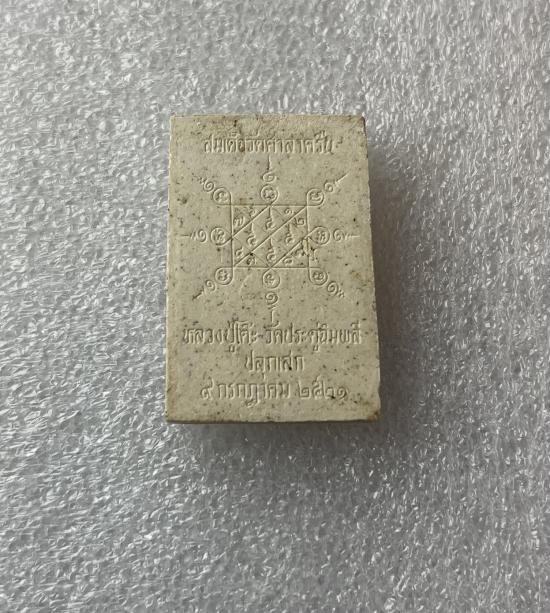 สมเด็จวัดศาลาครืน
หลวงปู่โต๊ะ-วัดประดู่ฉิมพลี
ปลุกเสก
๙ กรกฎาคม ๒๕๒๑